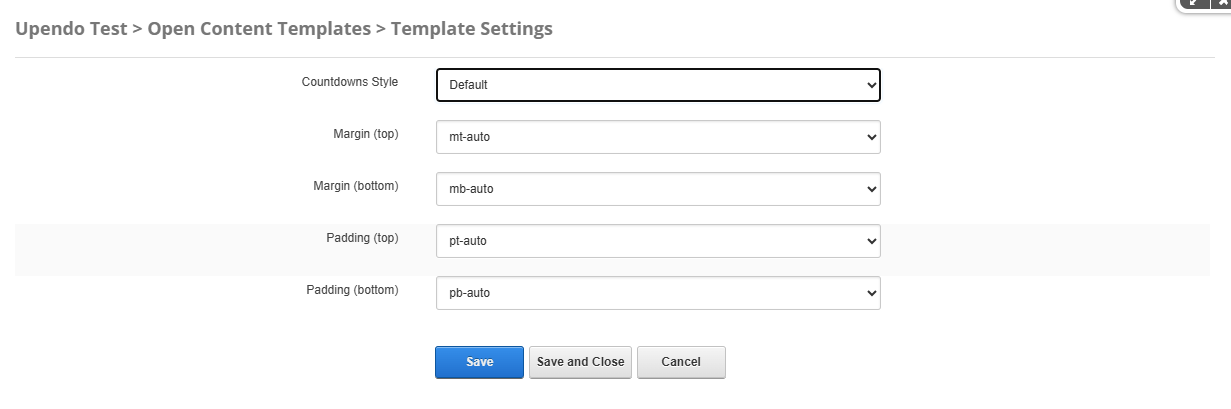 Upendo Test > Open Content Templates > Template Settings
Countdowns Style Default
Margin (top) mt-auto
Margin (bottom) mb-auto
Padding (top) pt-auto
Padding (bottom) pb-auto
Save Save and Close Cancel